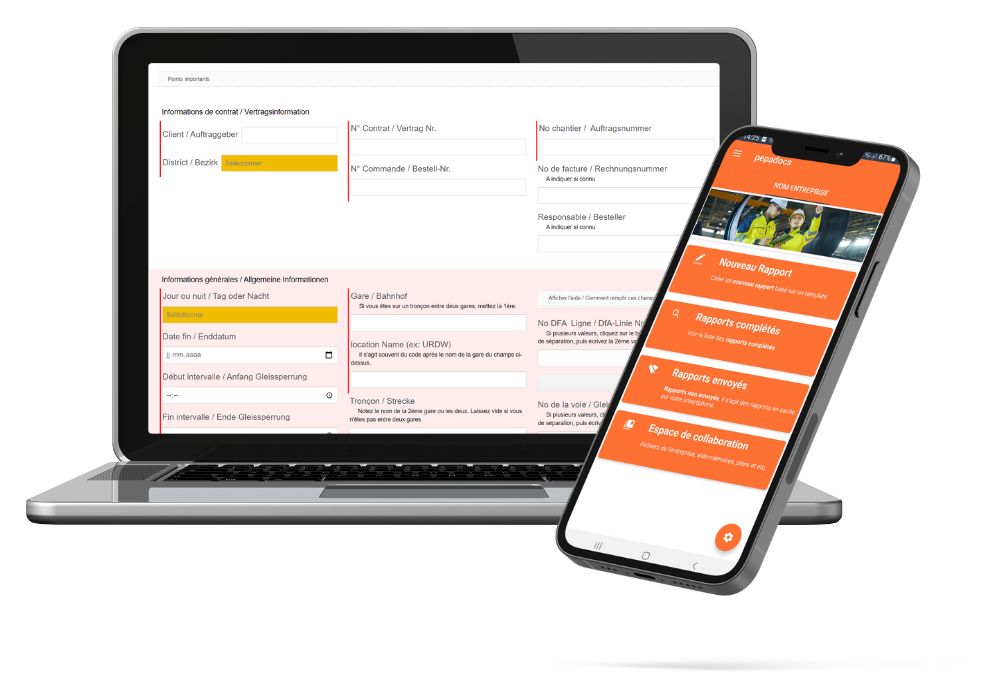 Points importants
Informations de contrat / Vertragsinformation
Client / Auftraggeber
District / Bezirk
Sélectionner
N° Contrat / Vertrag Nr.
N° Commande / Bestell-Nr.
No chantier / Auftragsnummer
No de facture / Rechnungsnummer
A indiquer si connu
Responsable / Besteller
A indiquer si connu
Informations générales / Allgemeine Informationen
Jour ou nuit / Tag oder Nacht
Sélectionner
Date fin / Enddatum
jj.mm.aaaa
Début intervalle / Anfang Gleissperrung
--:--
Fin intervalle / Ende Gleissperrung
Gare / Bahnhof
Si vous êtes sur un tronçon entre deux gares, mettez la 1ère.
location Name (ex: URDW)
Il s'agit souvent du code après le nom de la gare du champs ci-
dessus.
Tronçon / Strecke
Notez le nom de la 2ème gare ou les deux. Laissez vide si vous
n'êtes pas entre deux gares
Afficher l'aide / Comment remplir ces champ
No DFA Ligne / DfA-Linie Nr
Si plusieurs valeurs, cliquez sur le b
de séparation, puis écrivez la 2ème va
No de la voie / Glei
Si plusieurs valeurs, cli
de séparation, puis écriv
14:25
67%
pepadocs
NOM ENTREPRISE
Nouveau Rapport
Créer un nouveau rapport basé sur un template
Rapports complétés
Voir la liste des rapports complétés.
Rapports envoyés
Rapports non envoyés, il s'agit des rapports en cache
sur votre smartphone.
Espace de collaboration
Fichiers de l'entreprise, aide-mémoires, plans et etc.